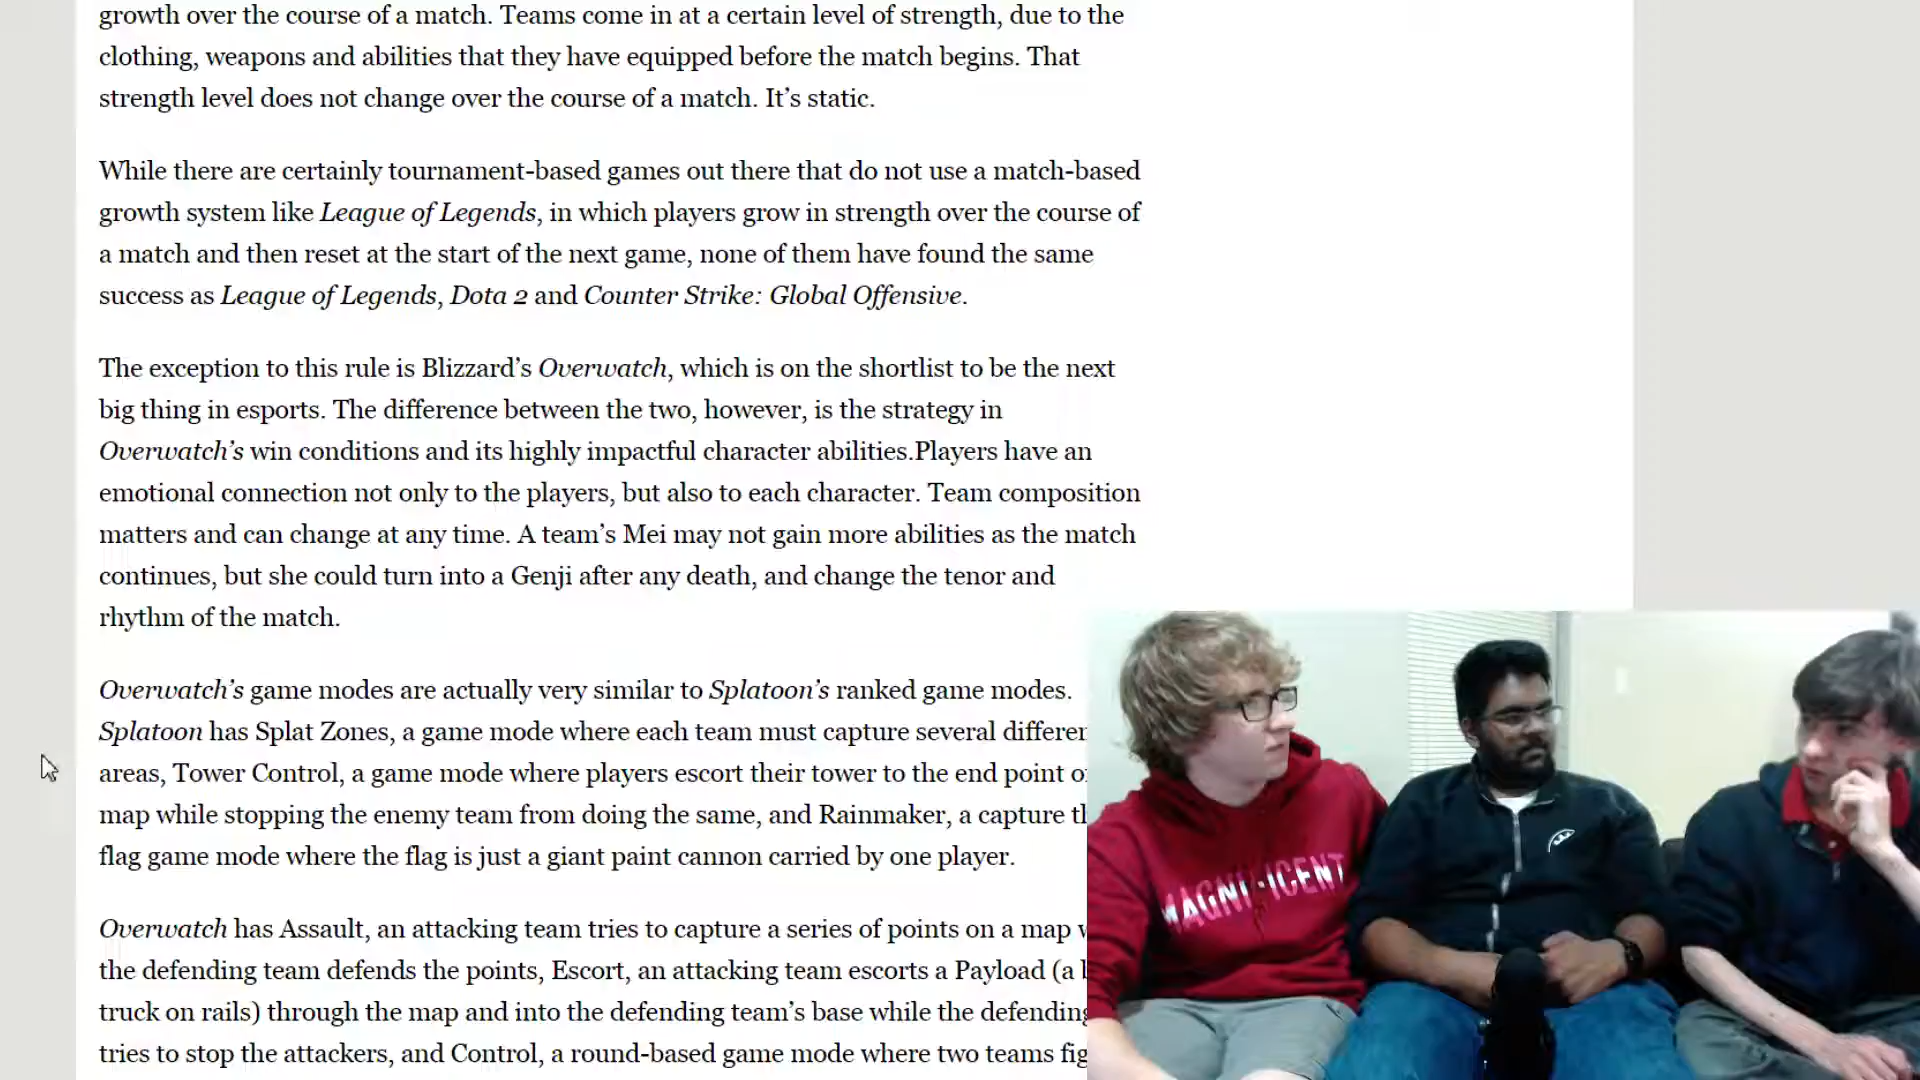 growth over the course of a match. Teams come in at a certain level of strength, due to the
clothing, weapons and abilities that they have equipped before the match begins. That
strength level does not change over the course of a match. It’s static.
While there are certainly tournament-based games out there that do not use a match-based
growth system like League of Legends, in which players grow in strength over the course of
a match and then reset at the start of the next game, none of them have found the same
success as League of Legends, Dota 2 and Counter Strike: Global Offensive.
The exception to this rule is Blizzard’s Overwatch, which is on the shortlist to be the next
big thing in esports. The difference between the two, however, is the strategy in
Overwatch’s win conditions and its highly impactful character abilities.Players have an
emotional connection not only to the players, but also to each character. Team composition
matters and can change at any time. A team’s Mei may not gain more abilities as the match
continues, but she could turn into a Genji after any death, and change the tenor and
rhythm of the match.
Overwatch’s game modes are actually very similar to Splatoon’s ranked game modes.
Splatoon has Splat Zones, a game mode where each team must capture several
areas, Tower Control, a game mode where players escort their tower to the end point
map while stopping the enemy team from doing the same, and Rainmaker, a capture
flag game mode where the flag is just a giant paint cannon carried by one player.
Overwatch has Assault, an attacking team tries to capture a series of points on a map
the defending team defends the points, Escort, an attacking team escorts a Payload (a
truck on rails) through the map and into the defending team’s base while the defending
tries to stop the attackers, and Control, a round-based game mode where two teams
MAGNIFICENT